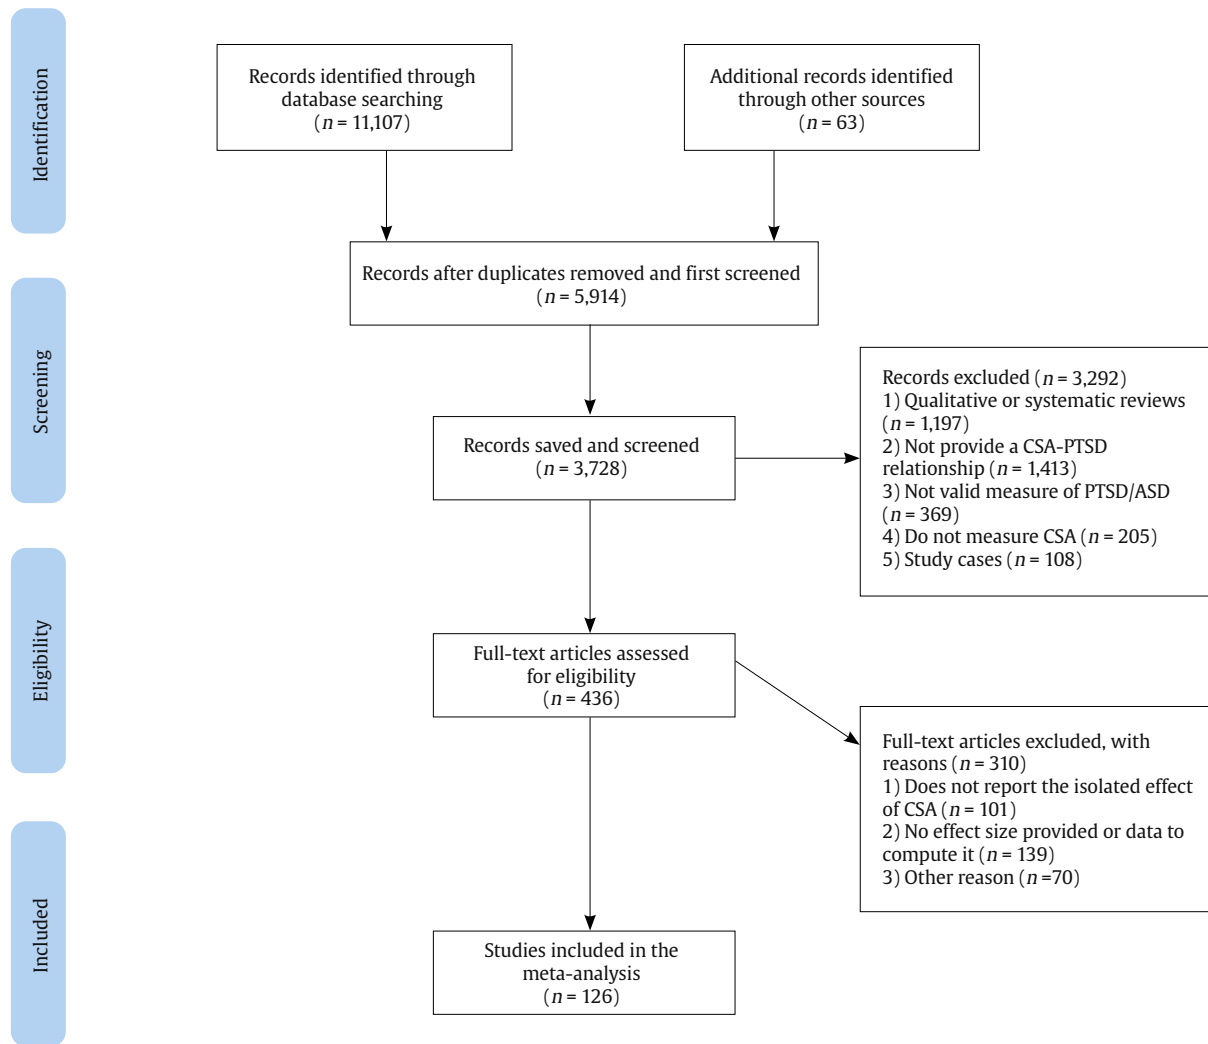 Identification
Records identified through
database searching
(n = 11,107)
Additional records identified
through other sources
(n = 63)
Records after duplicates removed and first screened
(n = 5,914)
Screening
Records saved and screened
(n = 3,728)
Records excluded (n = 3,292)
1) Qualitative or systematic reviews
(n = 1,197)
2) Not provide a CSA-PTSD
relationship (n = 1,413)
3) Not valid measure of PTSD/ASD
(n = 369)
4) Do not measure CSA (n = 205)
5) Study cases (n = 108)
Eligibility
Full-text articles assessed
for eligibility
(n = 436)
Full-text articles excluded, with
reasons (n = 310)
1) Does not report the isolated effect
of CSA (n = 101)
2) No effect size provided or data to
compute it (n = 139)
3) Other reason (n =70)
Included
Studies included in the
meta-analysis
(n = 126)